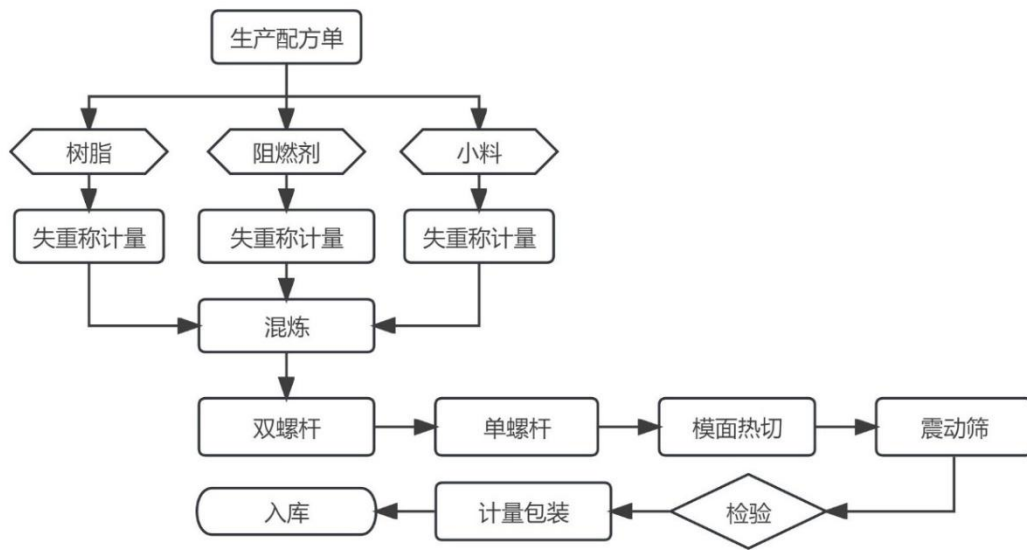 生产配方单
树脂
阻燃剂
小料
失重称计量
失重称计量
失重称计量
混炼
双螺杆
单螺杆
模面热切
震动筛
入库
计量包装
检验